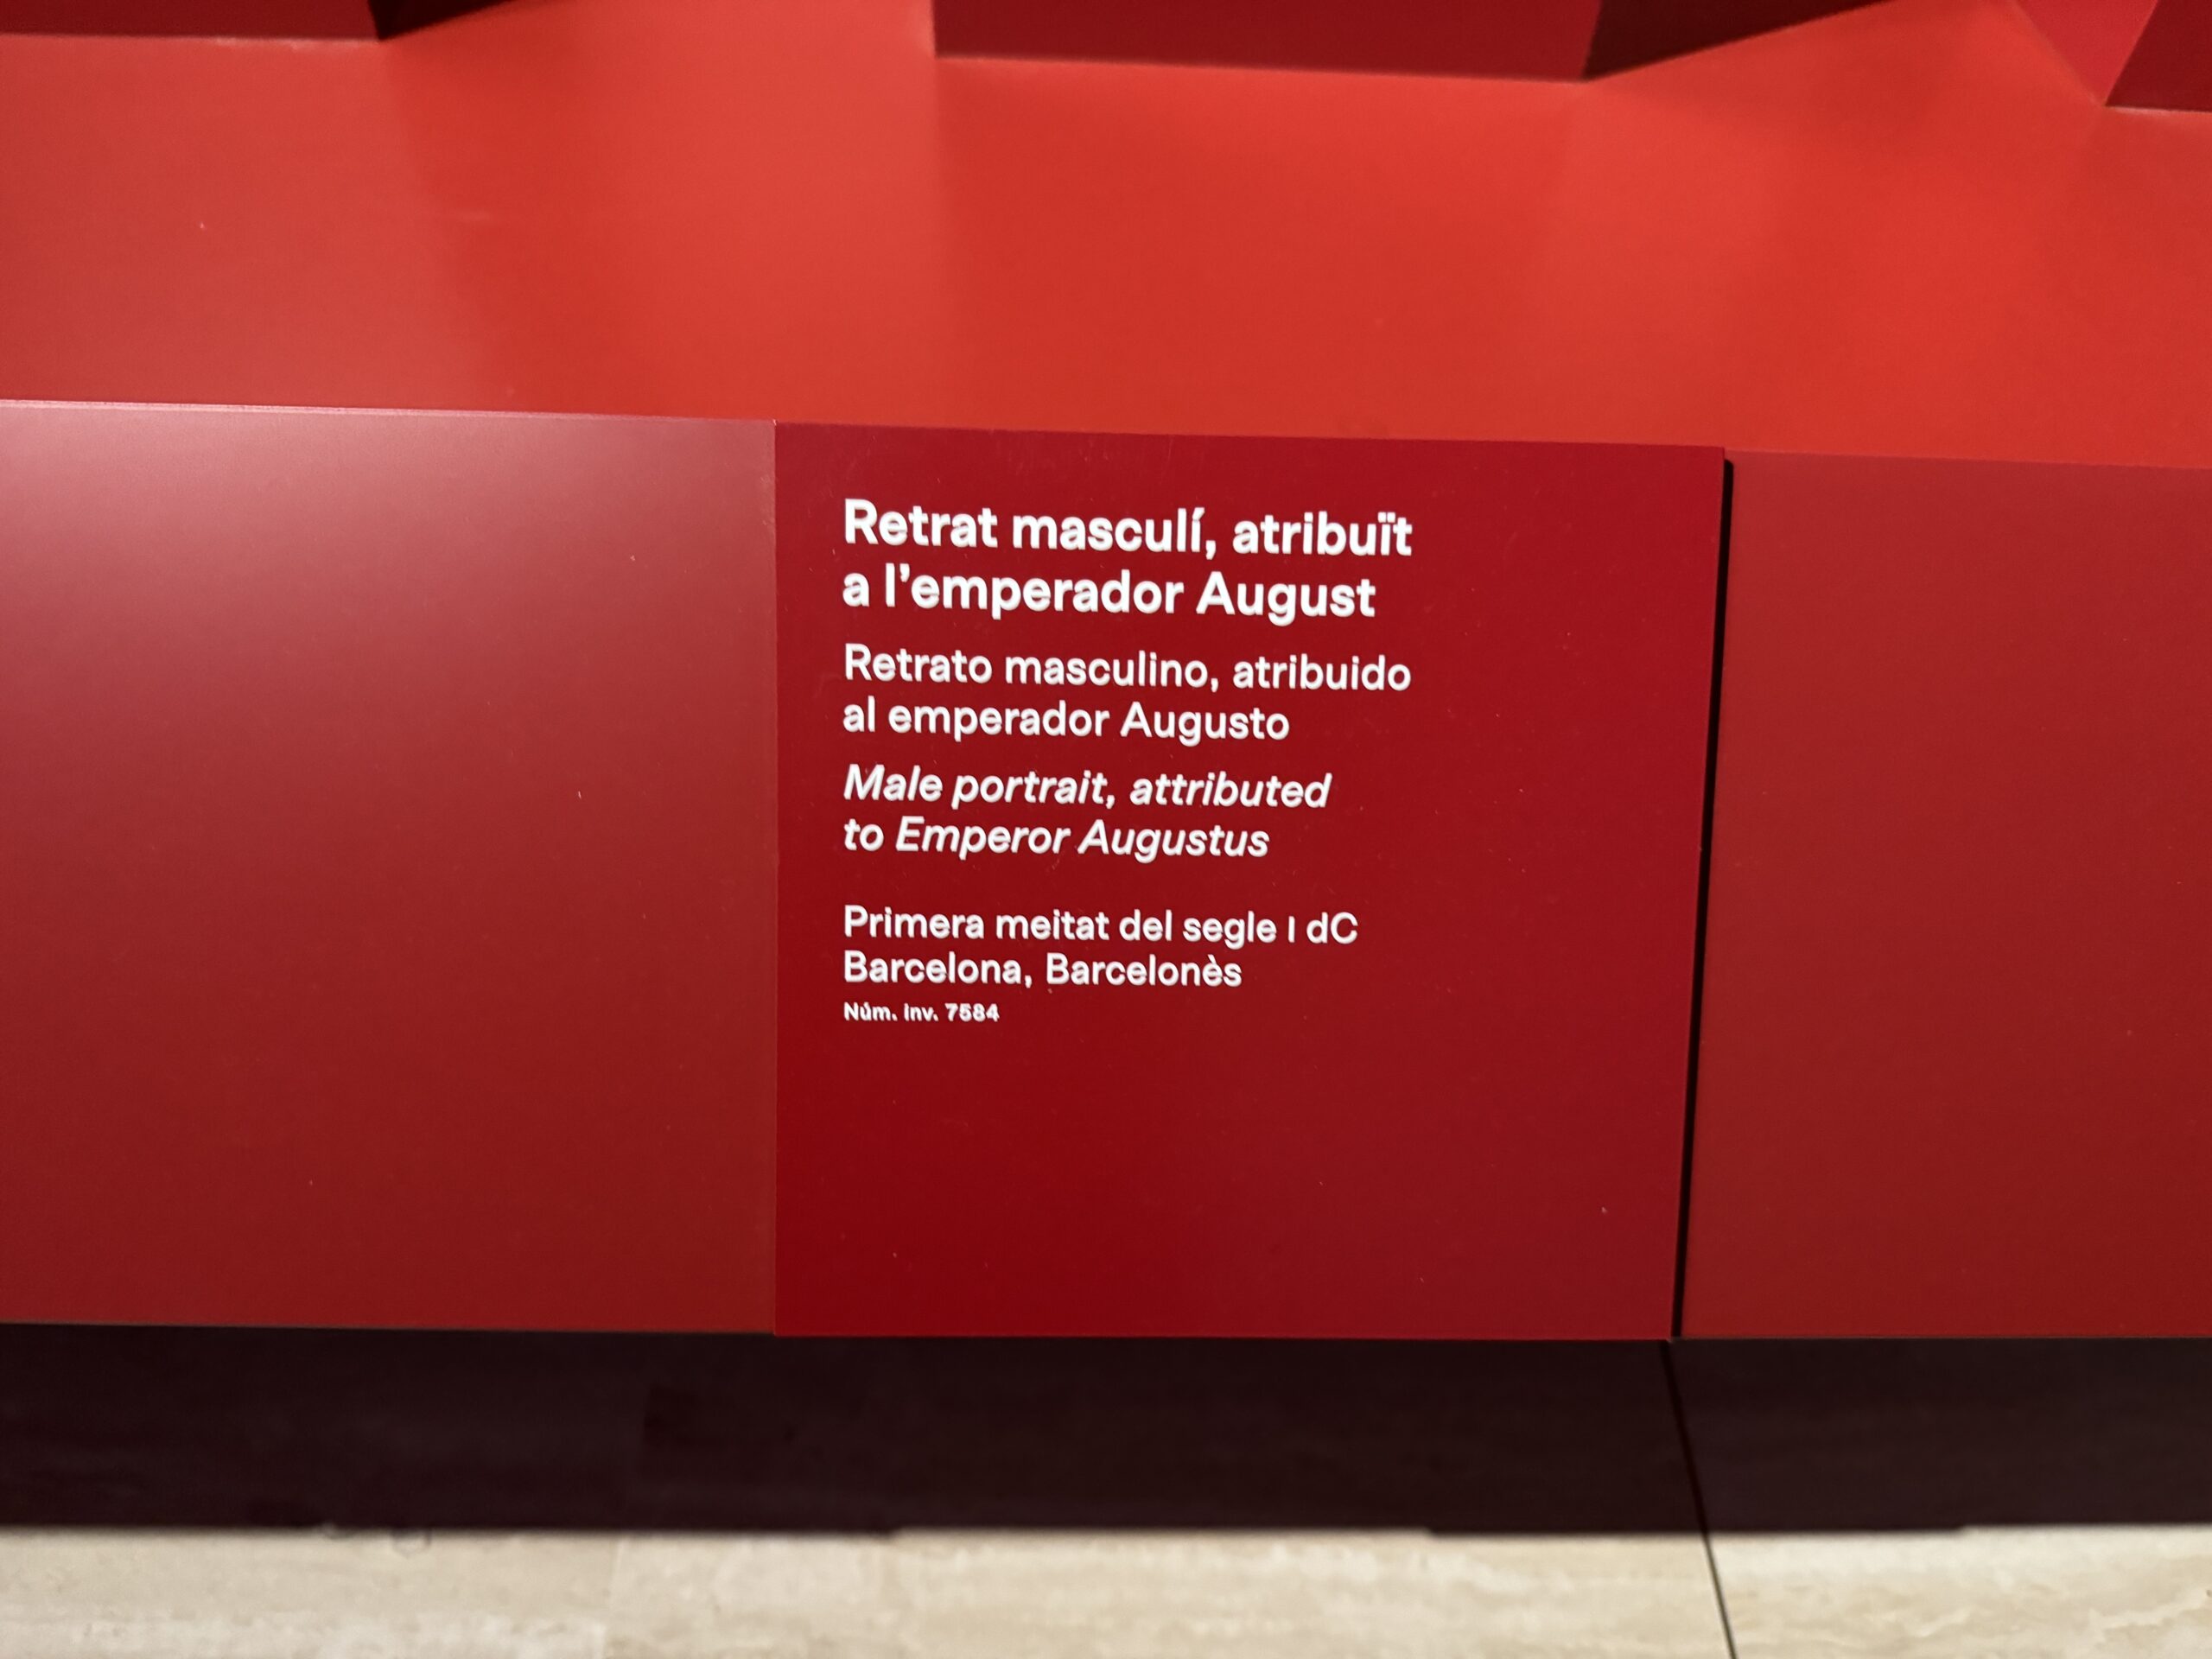 Retrat masculí, atribuït
a l’emperador August
Retrato masculino, atribuido
al emperador Augusto
Male portrait, attributed
to Emperor Augustus
Primera meitat del segle I dC
Barcelona, Barcelonès
Núm. inv. 7584